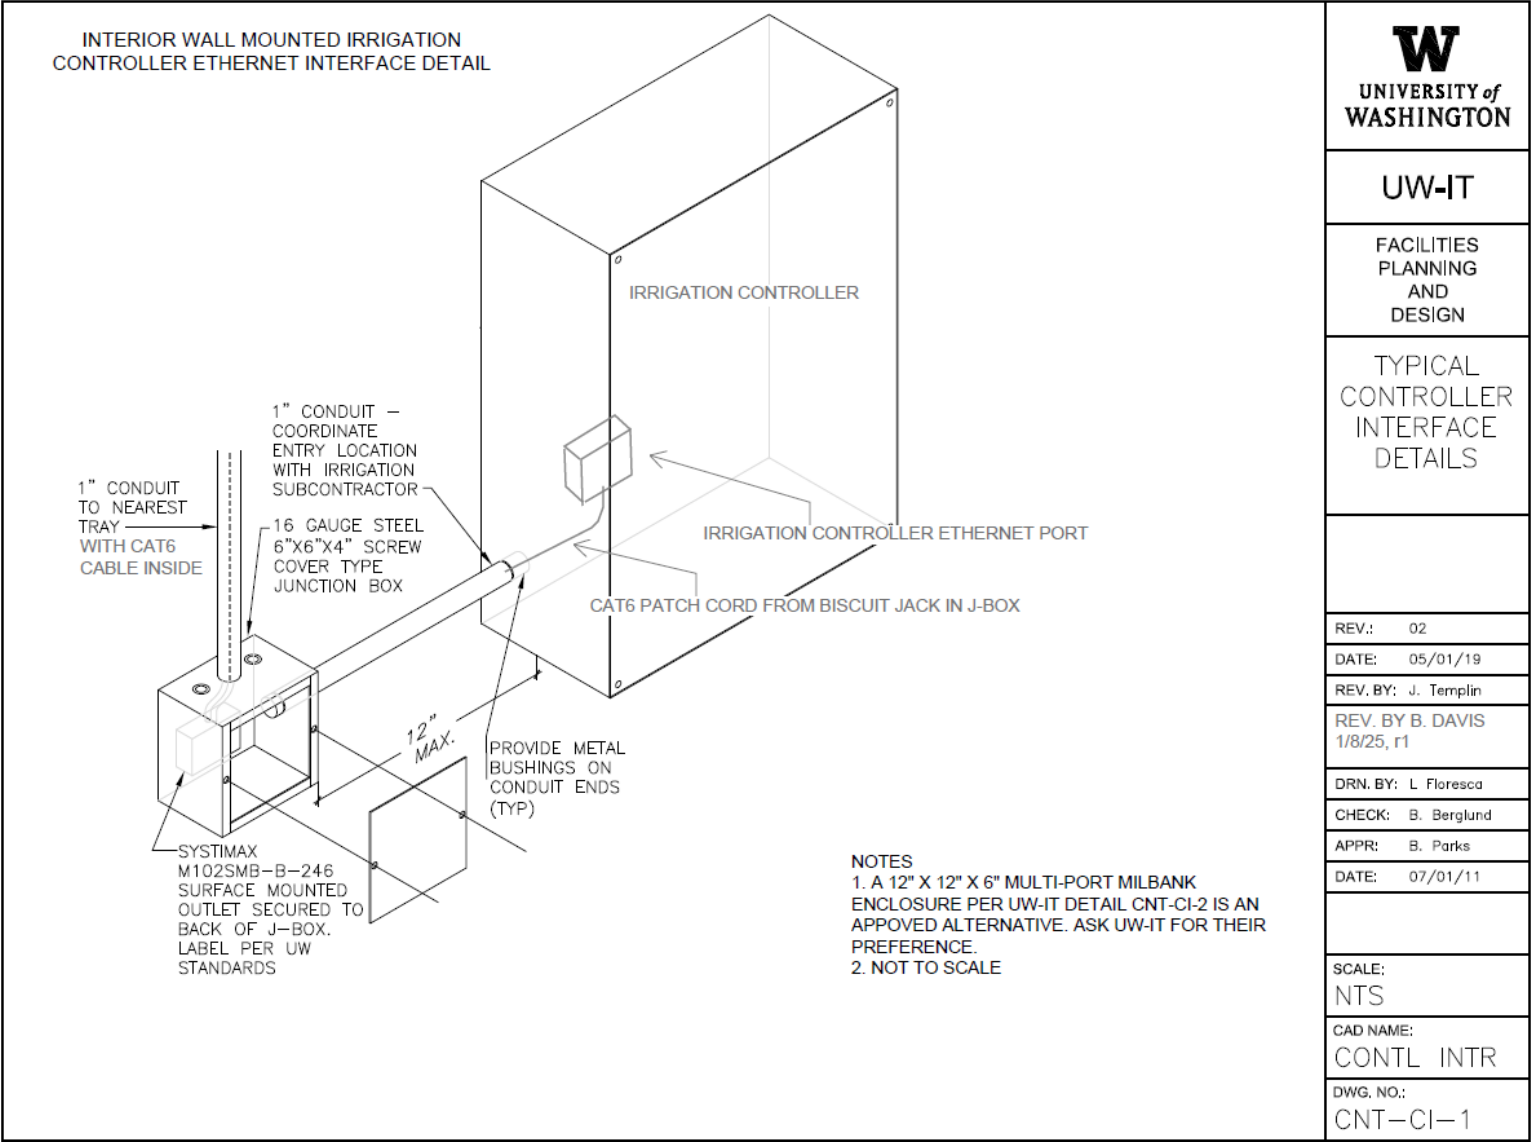 INTERIOR WALL MOUNTED IRRIGATION
CONTROLLER ETHERNET INTERFACE DETAIL
IRRIGATION CONTROLLER
1" CONDUIT –
COORDINATE
ENTRY LOCATION
WITH IRRIGATION
SUBCONTRACTOR
1" CONDUIT
TO NEAREST
TRAY
WITH CAT6
CABLE INSIDE
16 GAUGE STEEL
6"X6"X4" SCREW
COVER TYPE
JUNCTION BOX
IRRIGATION CONTROLLER ETHERNET PORT
CAT6 PATCH CORD FROM BISCUIT JACK IN J-BOX
12"
MAX.
PROVIDE METAL
BUSHINGS ON
CONDUIT ENDS
(TYP)
SYSTIMAX
M102SMB-B-246
SURFACE MOUNTED
OUTLET SECURED TO
BACK OF J-BOX.
LABEL PER UW
STANDARDS
NOTES
1. A 12" X 12" X 6" MULTI-PORT MILBANK
ENCLOSURE PER UW-IT DETAIL CNT-CI-2 IS AN
APPOVED ALTERNATIVE. ASK UW-IT FOR THEIR
PREFERENCE.
2. NOT TO SCALE
W
UNIVERSITY of
WASHINGTON
UW-IT
FACILITIES
PLANNING
AND
DESIGN
TYPICAL
CONTROLLER
INTERFACE
DETAILS
REV.: 02
DATE: 05/01/19
REV. BY: J. Templin
REV. BY B. DAVIS
1/8/25, r1
DRN. BY: L Floresca
CHECK: B. Berglund
APPR: B. Parks
DATE: 07/01/11
SCALE:
NTS
CAD NAME:
CONTL INTR
DWG. NO.:
CNT-CI-1